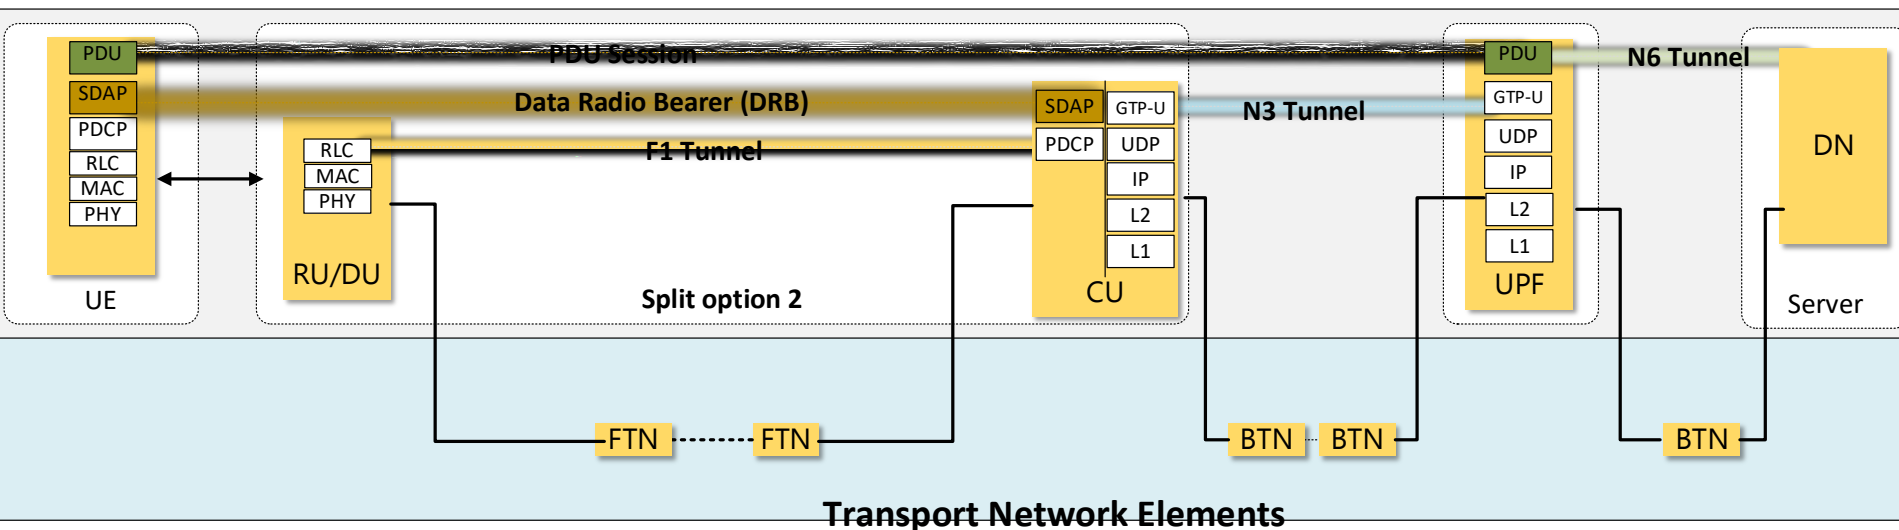 PDU
SDAP
PDCP
RLC
MAC
PHY
UE
PDU Session
Data Radio Bearer (DRB)
F1 Tunnel
RLC
MAC
PHY
RU/DU
Split option 2
SDAP
PDCP
GTP-U
UDP
IP
L2
L1
CU
N3 Tunnel
PDU
GTP-U
UDP
IP
L2
L1
UPF
N6 Tunnel
DN
Server
FTN
FTN
BTN
BTN
BTN
Transport Network Elements